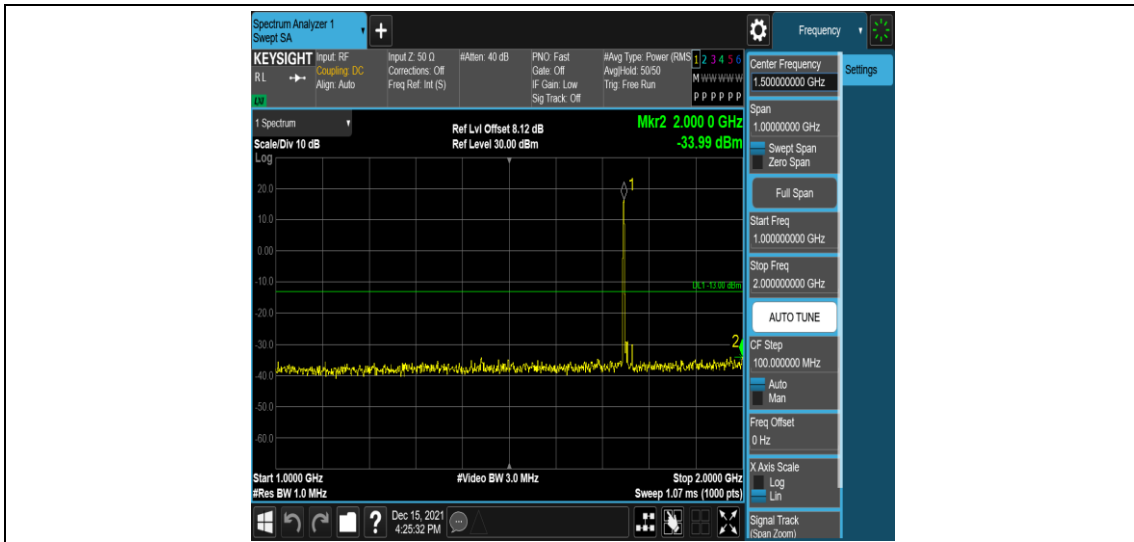 Spectrum Analyzer 1
Swept SA
+
Frequency
KEYSIGHT
RL
LXI
Input: RF
Coupling: DC
Align: Auto
Input Z: 50 Ω
Corrections: Off
Freq Ref: Int (S)
#Atten: 40 dB
PNO: Fast
Gate: Off
IF Gain: Low
Sig Track: Off
#Avg Type: Power (RMS
Avg|Hold: 50/50
Trig: Free Run
1 2 3 4 5 6
M W W W W W
P P P P P P
1 Spectrum
Scale/Div 10 dB
Log
Ref Lvl Offset 8.12 dB
Ref Level 30.00 dBm
Mkr2 2.000 0 GHz
-33.99 dBm
20.0
10.0
0.00
-10.0
-20.0
-30.0
-40.0
-50.0
-60.0
1
DL1 -13.00 dBm
2
Start 1.0000 GHz
#Res BW 1.0 MHz
#Video BW 3.0 MHz
Stop 2.0000 GHz
Sweep 1.07 ms (1000 pts)
Center Frequency
1.500000000 GHz
Settings
Span
1.00000000 GHz
Swept Span
Zero Span
Full Span
Start Freq
1.000000000 GHz
Stop Freq
2.000000000 GHz
AUTO TUNE
CF Step
100.000000 MHz
Auto
Man
Freq Offset
0 Hz
X Axis Scale
Log
Lin
Signal Track
(Span Zoom)
?
Dec 15, 2021
4:25:32 PM